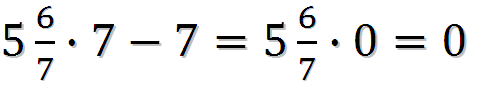 5 6/7 · 7 − 7 = 5 6/7 · 0 = 0